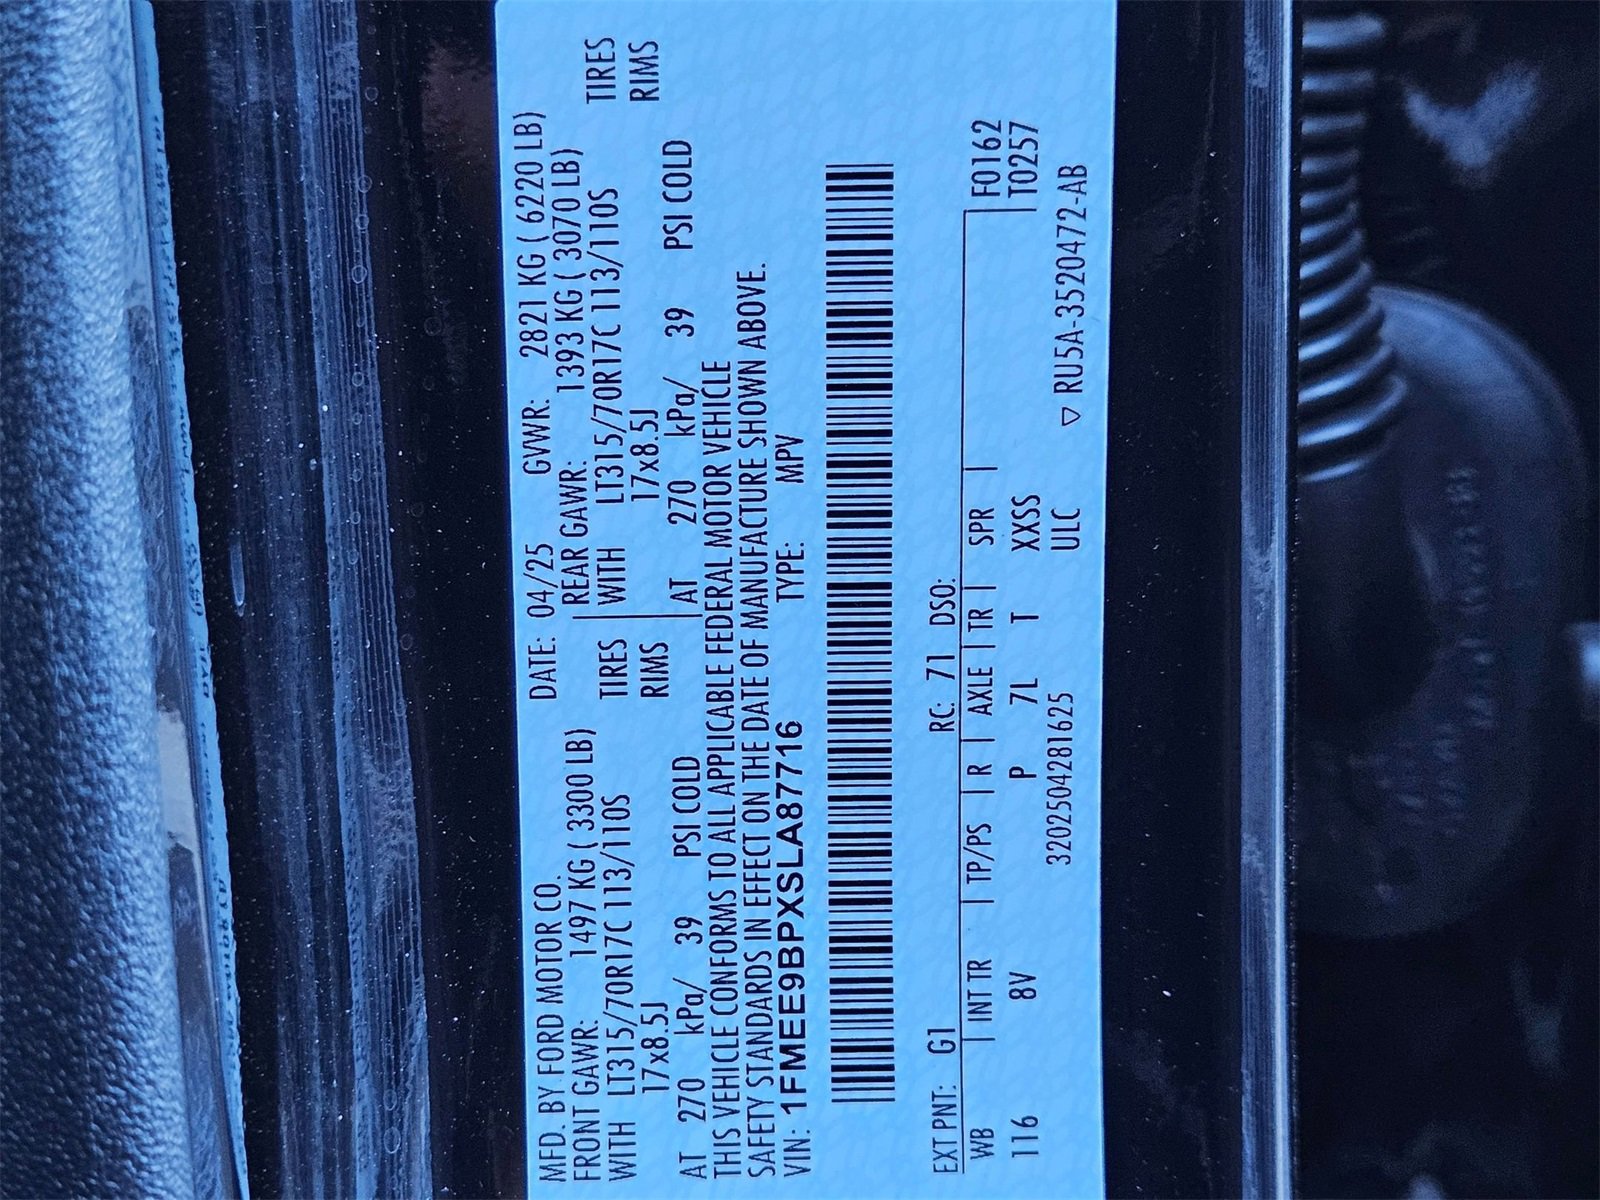 MFD. BY FORD MOTOR CO. DATE: 04/25 GVWR: 2821 KG ( 6220 LB)
FRONT GAWR: 1497 KG ( 3300 LB) REAR GAWR: 1393 KG ( 3070 LB)
WITH LT315/70R17C 113/110S TIRES WITH LT315/70R17C 113/110S TIRES
17x8.5J RIMS 17x8.5J RIMS
AT 270 kPa/ 39 PSI COLD AT 270 kPa/ 39 PSI COLD
THIS VEHICLE CONFORMS TO ALL APPLICABLE FEDERAL MOTOR VEHICLE
SAFETY STANDARDS IN EFFECT ON THE DATE OF MANUFACTURE SHOWN ABOVE.
VIN: 1FMEE9BPXSLA87716 TYPE: MPV
EXT PNT: G1 RC: 71 DSO:
WB INT TR TP/PS R AXLE TR SPR F0162
116 8V P 7L T XXSS T0257
3202504281625 ULC ▽ RU5A-3520472-AB